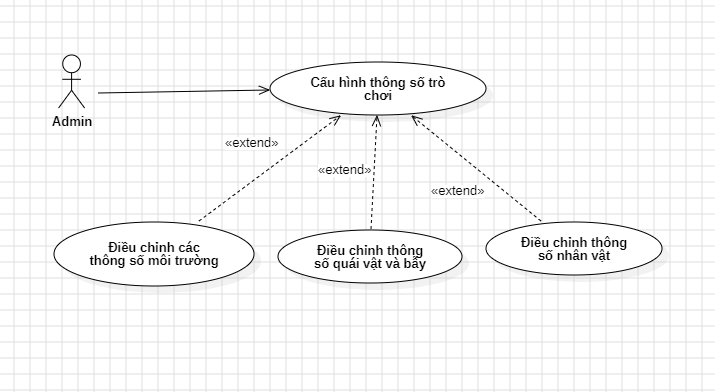 Cấu hình thông số trò
chơi
Admin
«extend»
«extend»
«extend»
Điều chỉnh các
thông số môi trường
Điều chỉnh thông
số quái vật và bẫy
Điều chỉnh thông
số nhân vật